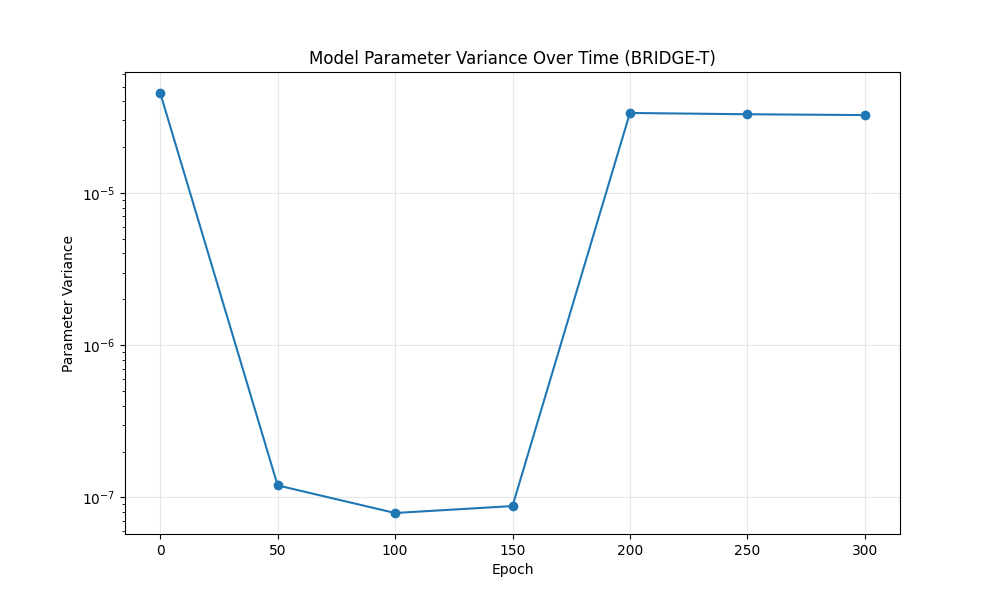 Model Parameter Variance Over Time (BRIDGE-T)
Parameter Variance
10⁻⁵
10⁻⁶
10⁻⁷
0 50 100 150 200 250 300
Epoch